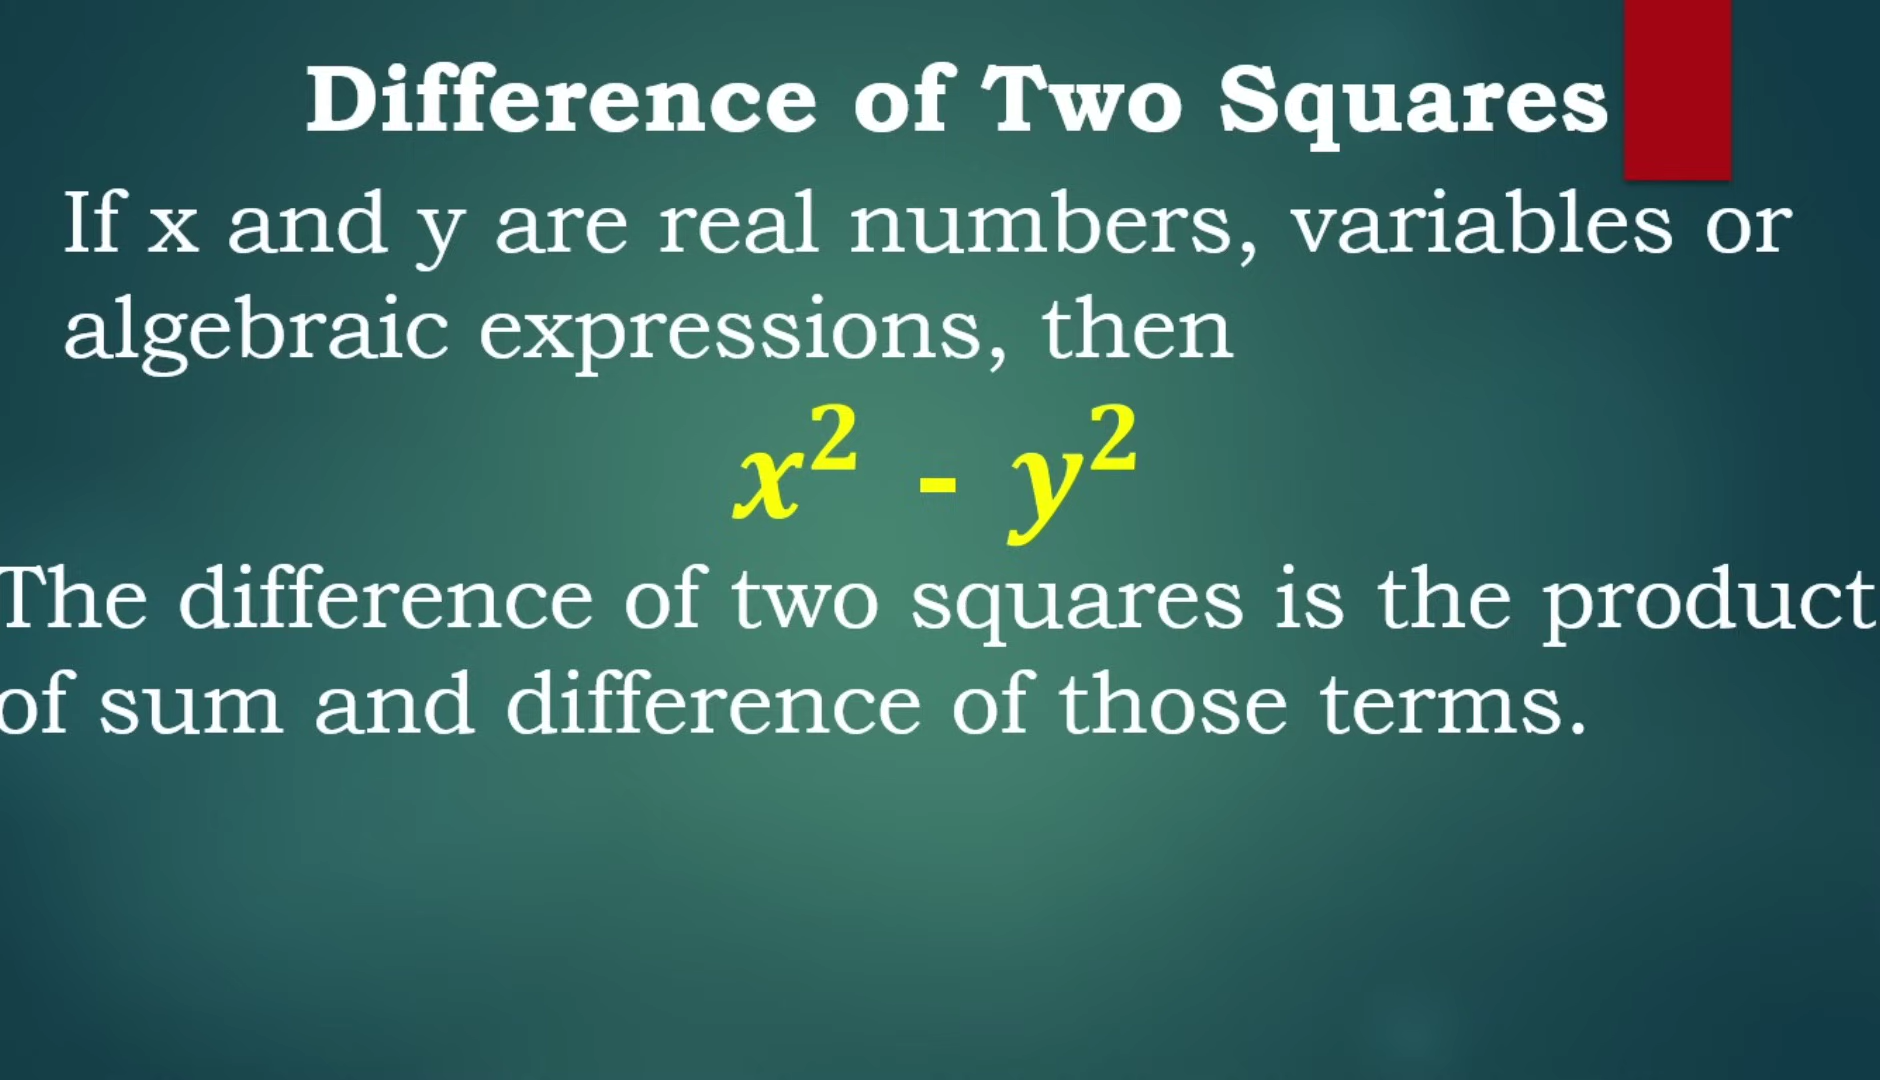 Difference of Two Squares
If x and y are real numbers, variables or
algebraic expressions, then
x² - y²
The difference of two squares is the product
of sum and difference of those terms.